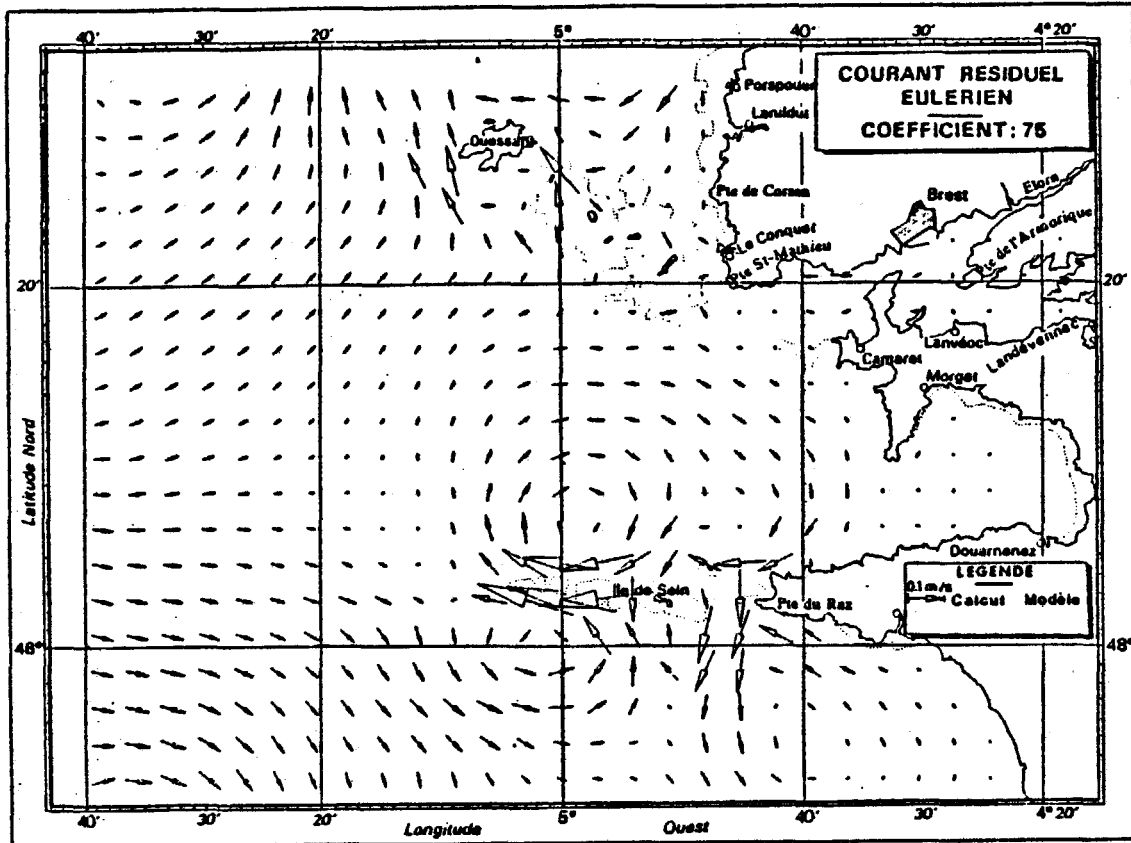 40' 30' 20' 5° 40' 4° 20'
COURANT RESIDUEL
EULERIEN
COEFFICIENT : 75
Porspouer
Lanildut
Ouessant
Pte de Corsen
Brest
Elorn
Le Conquet
Pte St-Mathieu
Pte de l'Armorique
20' 20'
Lanvéoc
Landévennec
Camaret
Morgat
Latitude Nord
Douarnenez
LEGENDE
0.1 m/s
Calcul Modèle
Ile de Sein
Pte du Raz
48° 48°
40' 30' 20' 5° 40' 30' 4° 20'
Longitude Ouest